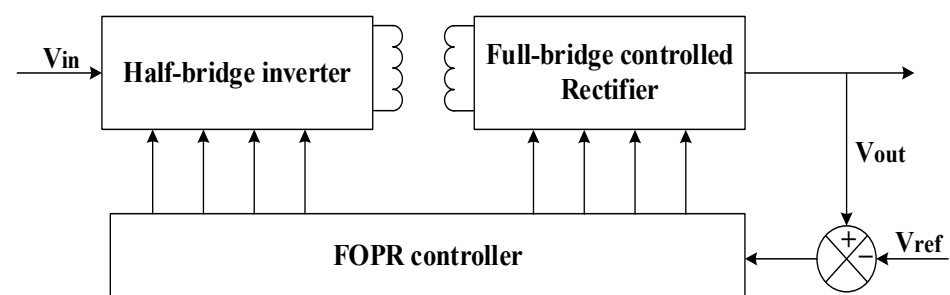 Vin
Half-bridge inverter
Full-bridge controlled
Rectifier
Vout
FOPR controller
+
−
Vref